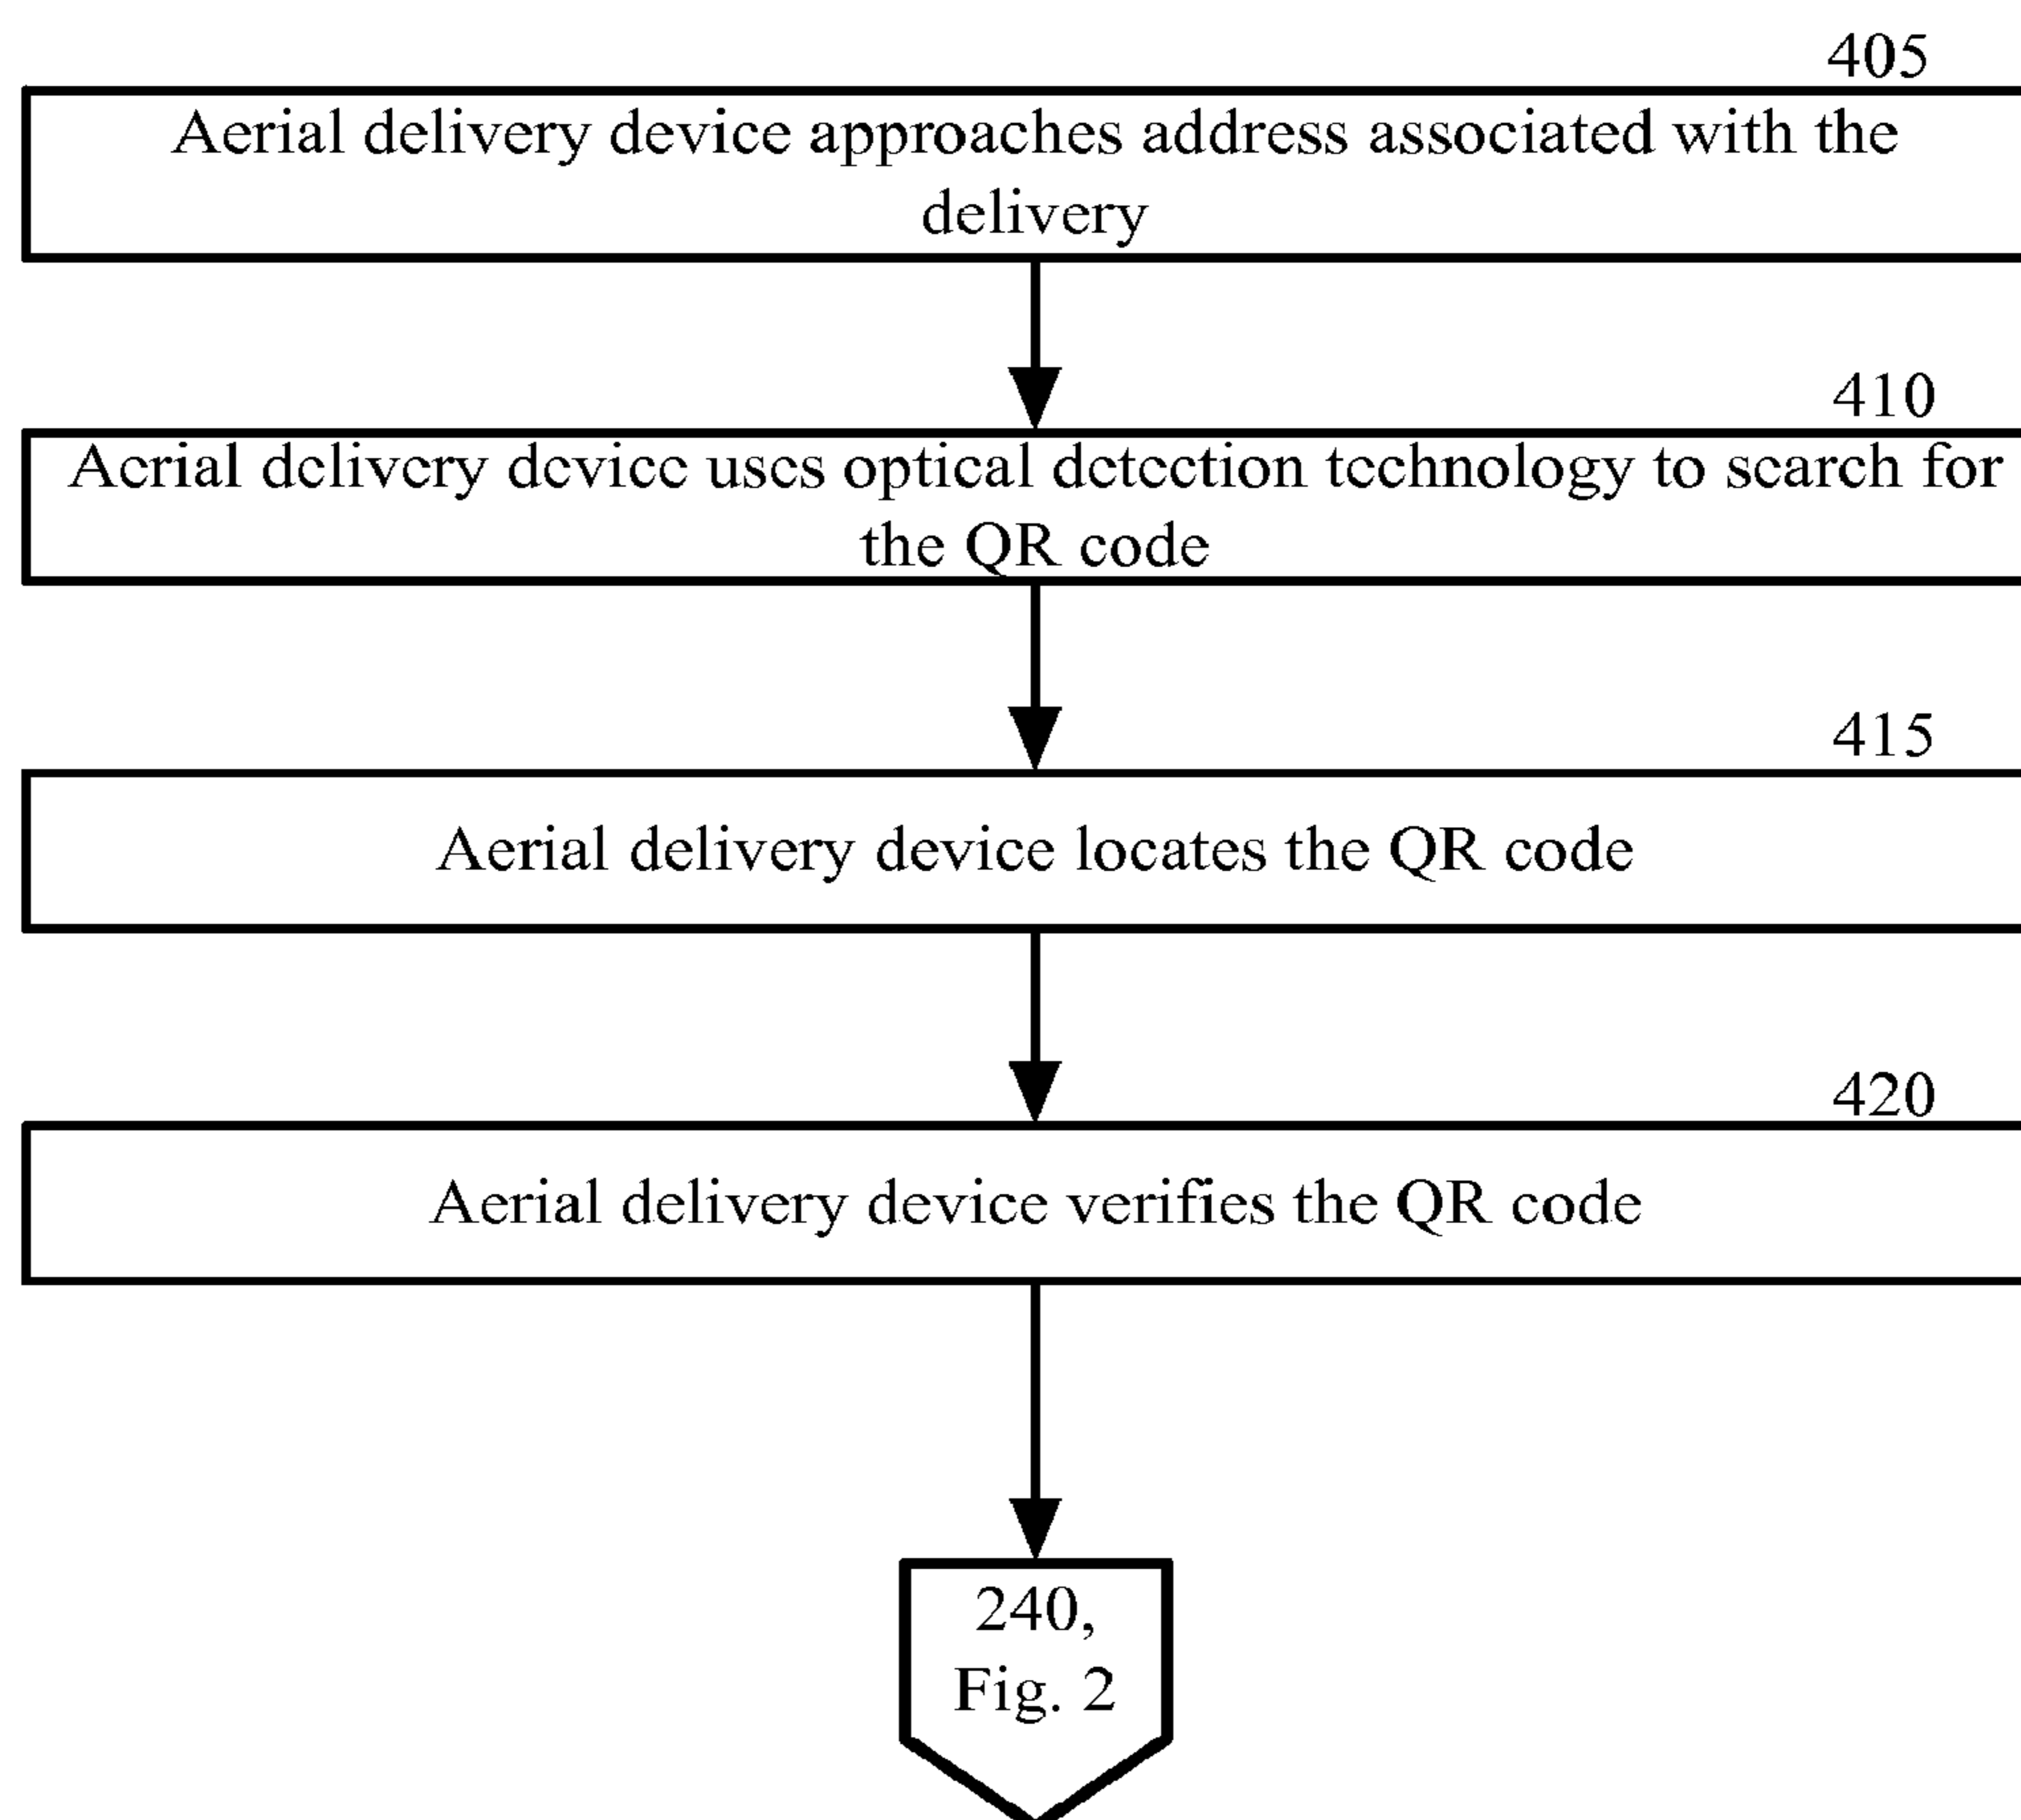 405
Aerial delivery device approaches address associated with the
delivery
410
Aerial delivery device uses optical detection technology to search for
the QR code
415
Aerial delivery device locates the QR code
420
Aerial delivery device verifies the QR code
240,
Fig. 2